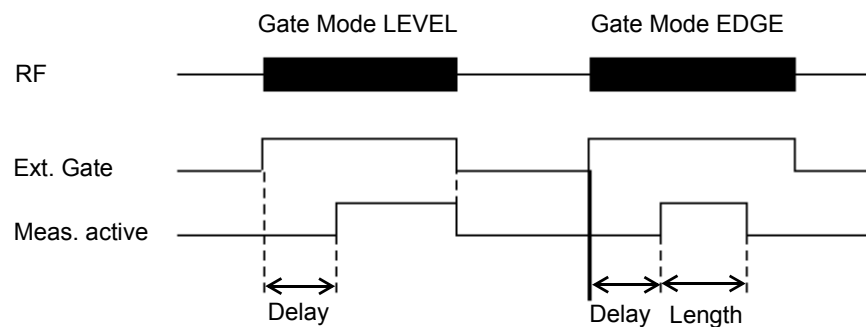 Gate Mode LEVEL Gate Mode EDGE
RF
Ext. Gate
Meas. active
Delay Delay Length